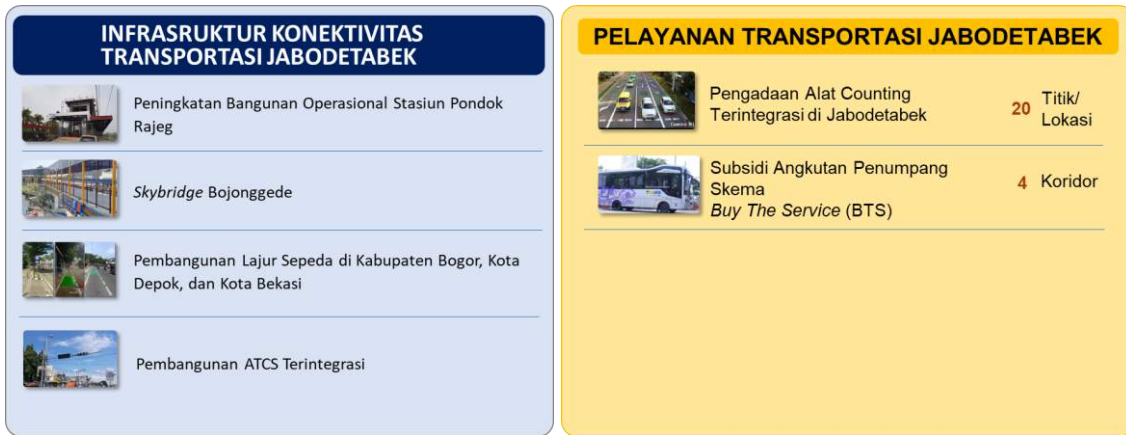 INFRASRUKTUR KONEKTIVITAS
TRANSPORTASI JABODETABEK
Peningkatan Bangunan Operasional Stasiun Pondok
Rajeg
Skybridge Bojonggede
Pembangunan Lajur Sepeda di Kabupaten Bogor, Kota
Depok, dan Kota Bekasi
Pembangunan ATCS Terintegrasi
PELAYANAN TRANSPORTASI JABODETABEK
Pengadaan Alat Counting
Terintegrasi di Jabodetabek
20 Titik/
Lokasi
Subsidi Angkutan Penumpang
Skema
Buy The Service (BTS)
4 Koridor